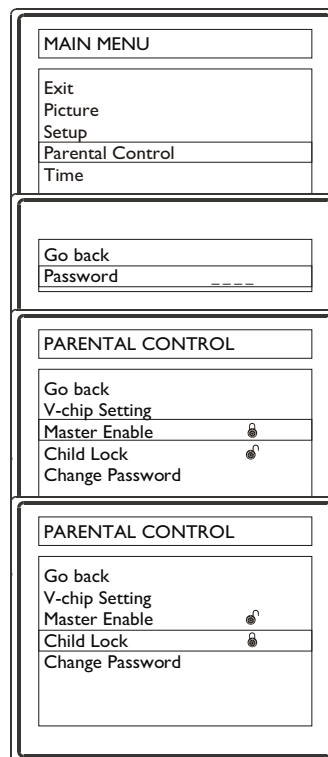 MAIN MENU
Exit
Picture
Setup
Parental Control
Time
Go back
Password _ _ _ _
PARENTAL CONTROL
Go back
V-chip Setting
Master Enable
Child Lock
Change Password
PARENTAL CONTROL
Go back
V-chip Setting
Master Enable
Child Lock
Change Password